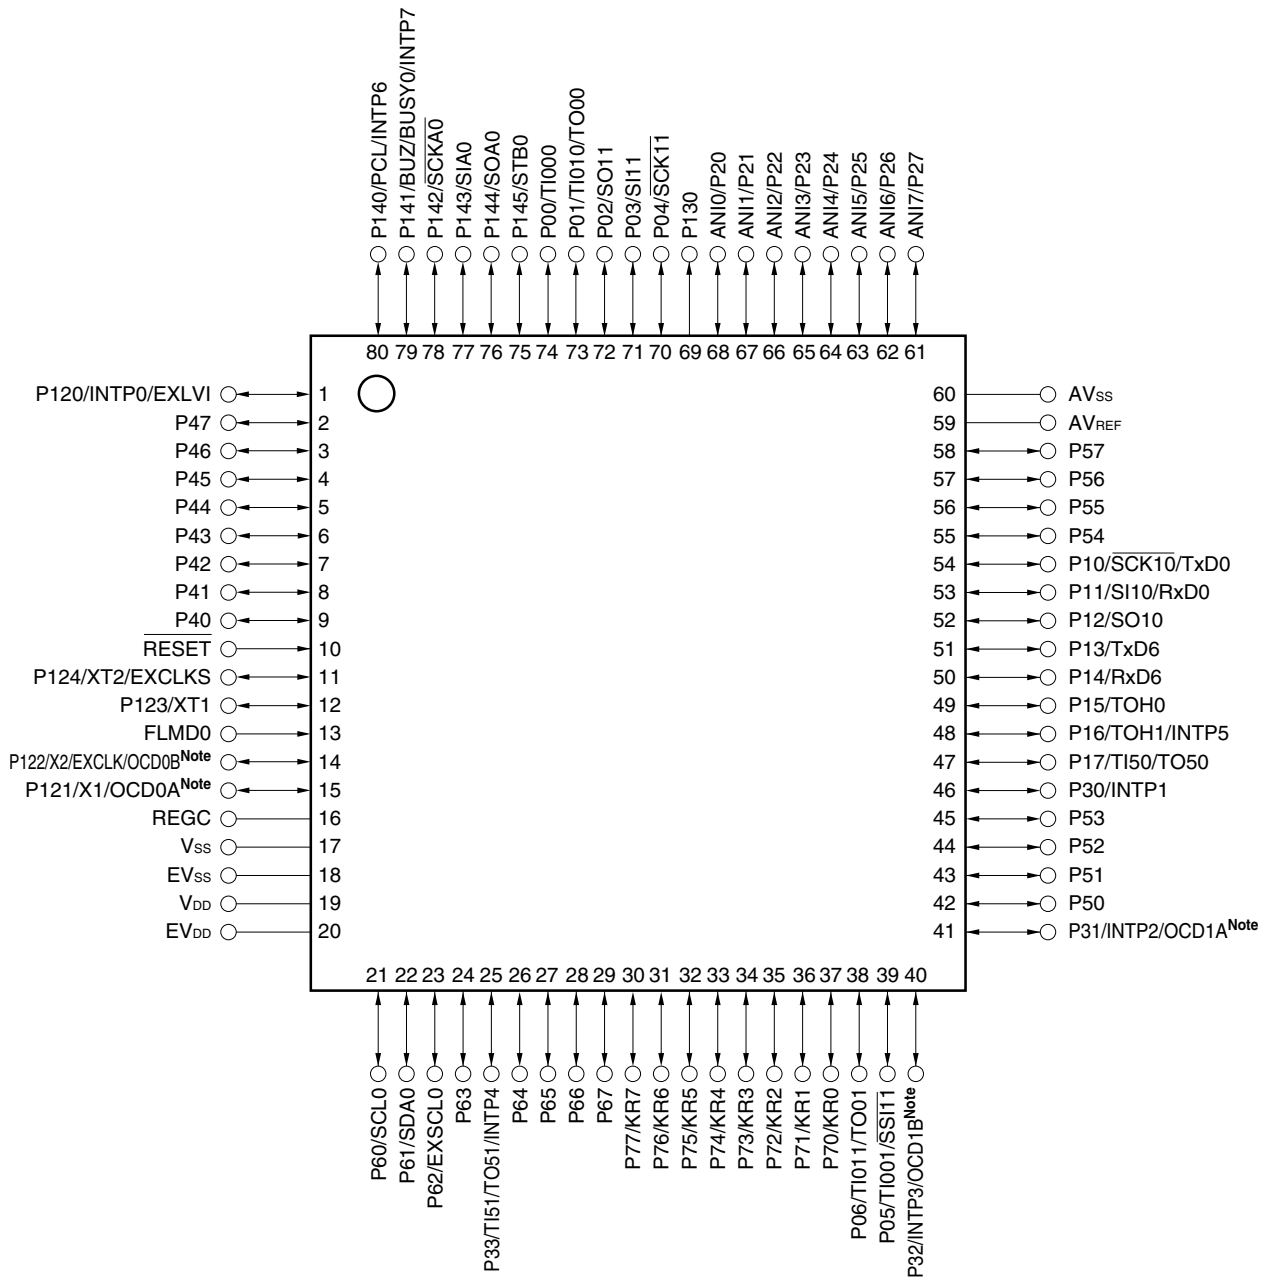 P140/PCL/INTP6
P141/BUZ/BUSY0/INTP7
P142/SCKA0
P143/SIA0
P144/SOA0
P145/STB0
P00/TI000
P01/TI010/TO00
P02/SO11
P03/SI11
P04/SCK11
P130
ANI0/P20
ANI1/P21
ANI2/P22
ANI3/P23
ANI4/P24
ANI5/P25
ANI6/P26
ANI7/P27
80 79 78 77 76 75 74 73 72 71 70 69 68 67 66 65 64 63 62 61
P120/INTP0/EXLVI 1
P47 2
P46 3
P45 4
P44 5
P43 6
P42 7
P41 8
P40 9
RESET 10
P124/XT2/EXCLKS 11
P123/XT1 12
FLMD0 13
P122/X2/EXCLK/OCD0BNote 14
P121/X1/OCD0ANote 15
REGC 16
VSS 17
EVSS 18
VDD 19
EVDD 20
60 AVSS
59 AVREF
58 P57
57 P56
56 P55
55 P54
54 P10/SCK10/TxD0
53 P11/SI10/RxD0
52 P12/SO10
51 P13/TxD6
50 P14/RxD6
49 P15/TOH0
48 P16/TOH1/INTP5
47 P17/TI50/TO50
46 P30/INTP1
45 P53
44 P52
43 P51
42 P50
41 P31/INTP2/OCD1ANote
21 22 23 24 25 26 27 28 29 30 31 32 33 34 35 36 37 38 39 40
P60/SCL0
P61/SDA0
P62/EXSCL0
P63
P33/TI51/TO51/INTP4
P64
P65
P66
P67
P77/KR7
P76/KR6
P75/KR5
P74/KR4
P73/KR3
P72/KR2
P71/KR1
P70/KR0
P06/TI011/TO01
P05/TI001/SSI11
P32/INTP3/OCD1BNote